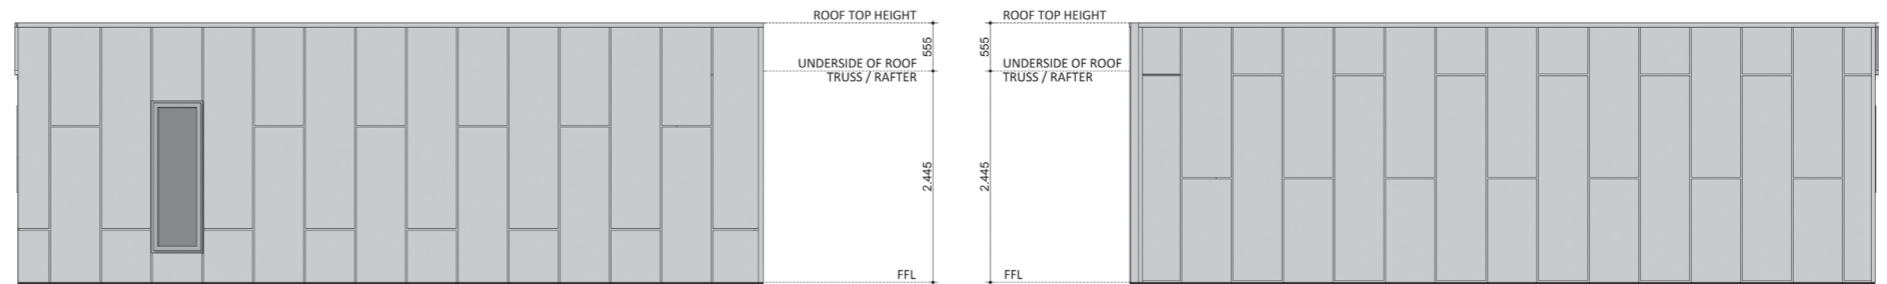 ROOF TOP HEIGHT
555
UNDERSIDE OF ROOF
TRUSS / RAFTER
2.445
FFL
ROOF TOP HEIGHT
555
UNDERSIDE OF ROOF
TRUSS / RAFTER
2.445
FFL